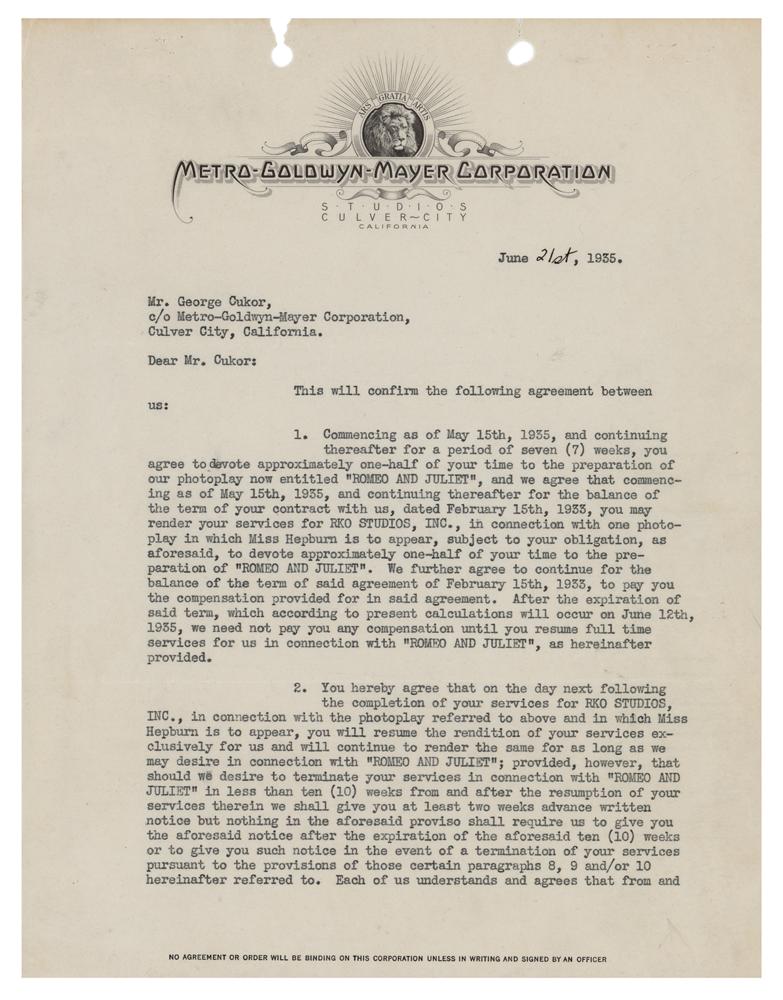 ARS GRATIA ARTIS
METRO-GOLDWYN-MAYER CORPORATION
S·T·U·D·I·O·S
CULVER~CITY
CALIFORNIA
June 21st, 1935.
Mr. George Cukor,
c/o Metro-Goldwyn-Mayer Corporation,
Culver City, California.
Dear Mr. Cukor:
This will confirm the following agreement between
us:
1. Commencing as of May 15th, 1935, and continuing
thereafter for a period of seven (7) weeks, you
agree to devote approximately one-half of your time to the preparation of
our photoplay now entitled "ROMEO AND JULIET", and we agree that commenc-
ing as of May 15th, 1935, and continuing thereafter for the balance of
the term of your contract with us, dated February 15th, 1933, you may
render your services for RKO STUDIOS, INC., in connection with one photo-
play in which Miss Hepburn is to appear, subject to your obligation, as
aforesaid, to devote approximately one-half of your time to the pre-
paration of "ROMEO AND JULIET". We further agree to continue for the
balance of the term of said agreement of February 15th, 1933, to pay you
the compensation provided for in said agreement. After the expiration of
said term, which according to present calculations will occur on June 12th,
1935, we need not pay you any compensation until you resume full time
services for us in connection with "ROMEO AND JULIET", as hereinafter
provided.
2. You hereby agree that on the day next following
the completion of your services for RKO STUDIOS,
INC., in connection with the photoplay referred to above and in which Miss
Hepburn is to appear, you will resume the rendition of your services ex-
clusively for us and will continue to render the same for as long as we
may desire in connection with "ROMEO AND JULIET"; provided, however, that
should we desire to terminate your services in connection with "ROMEO AND
JULIET" in less than ten (10) weeks from and after the resumption of your
services therein we shall give you at least two weeks advance written
notice but nothing in the aforesaid proviso shall require us to give you
the aforesaid notice after the expiration of the aforesaid ten (10) weeks
or to give you such notice in the event of a termination of your services
pursuant to the provisions of those certain paragraphs 8, 9 and/or 10
hereinafter referred to. Each of us understands and agrees that from and
NO AGREEMENT OR ORDER WILL BE BINDING ON THIS CORPORATION UNLESS IN WRITING AND SIGNED BY AN OFFICER